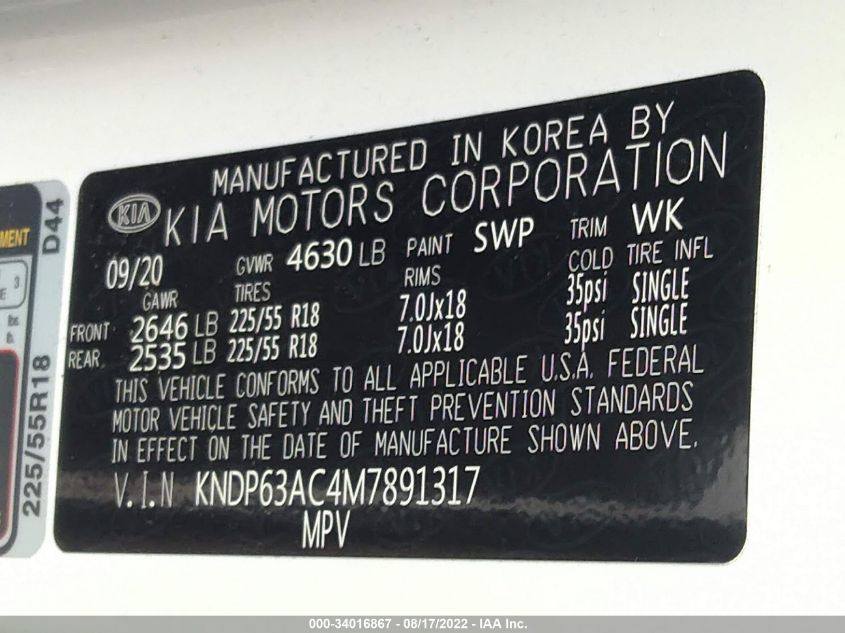 MANUFACTURED IN KOREA BY
KIA KIA MOTORS CORPORATION
09/20 GVWR 4630 LB PAINT SWP TRIM WK
GAWR TIRES RIMS COLD TIRE INFL
FRONT 2646 LB 225/55 R18 7.0Jx18 35psi SINGLE
REAR 2535 LB 225/55 R18 7.0Jx18 35psi SINGLE
THIS VEHICLE CONFORMS TO ALL APPLICABLE U.S.A. FEDERAL
MOTOR VEHICLE SAFETY AND THEFT PREVENTION STANDARDS
IN EFFECT ON THE DATE OF MANUFACTURE SHOWN ABOVE.
V.I.N KNDP63AC4M7891317
MPV
D44
225/55R18
3
000-34016867 - 08/17/2022 - IAA Inc.